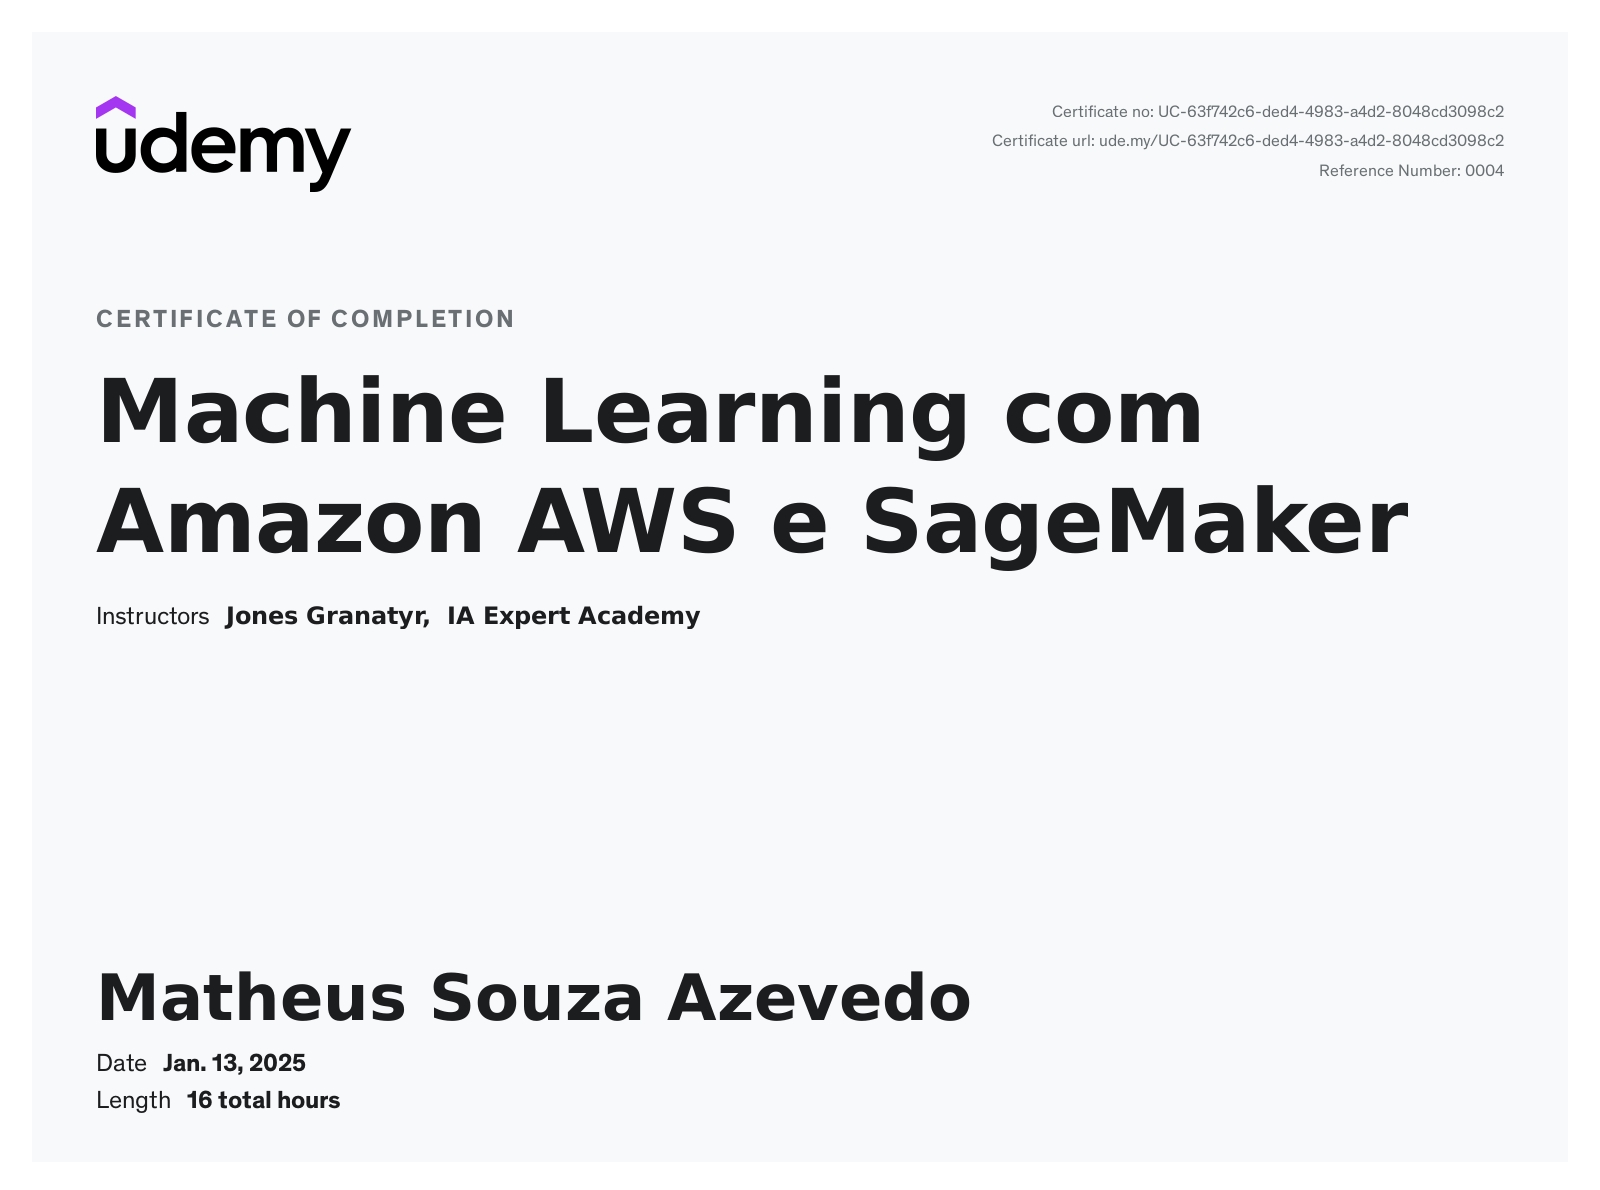 udemy
Certificate no: UC-63f742c6-ded4-4983-a4d2-8048cd3098c2
Certificate url: ude.my/UC-63f742c6-ded4-4983-a4d2-8048cd3098c2
Reference Number: 0004
CERTIFICATE OF COMPLETION
Machine Learning com
Amazon AWS e SageMaker
Instructors Jones Granatyr, IA Expert Academy
Matheus Souza Azevedo
Date Jan. 13, 2025
Length 16 total hours